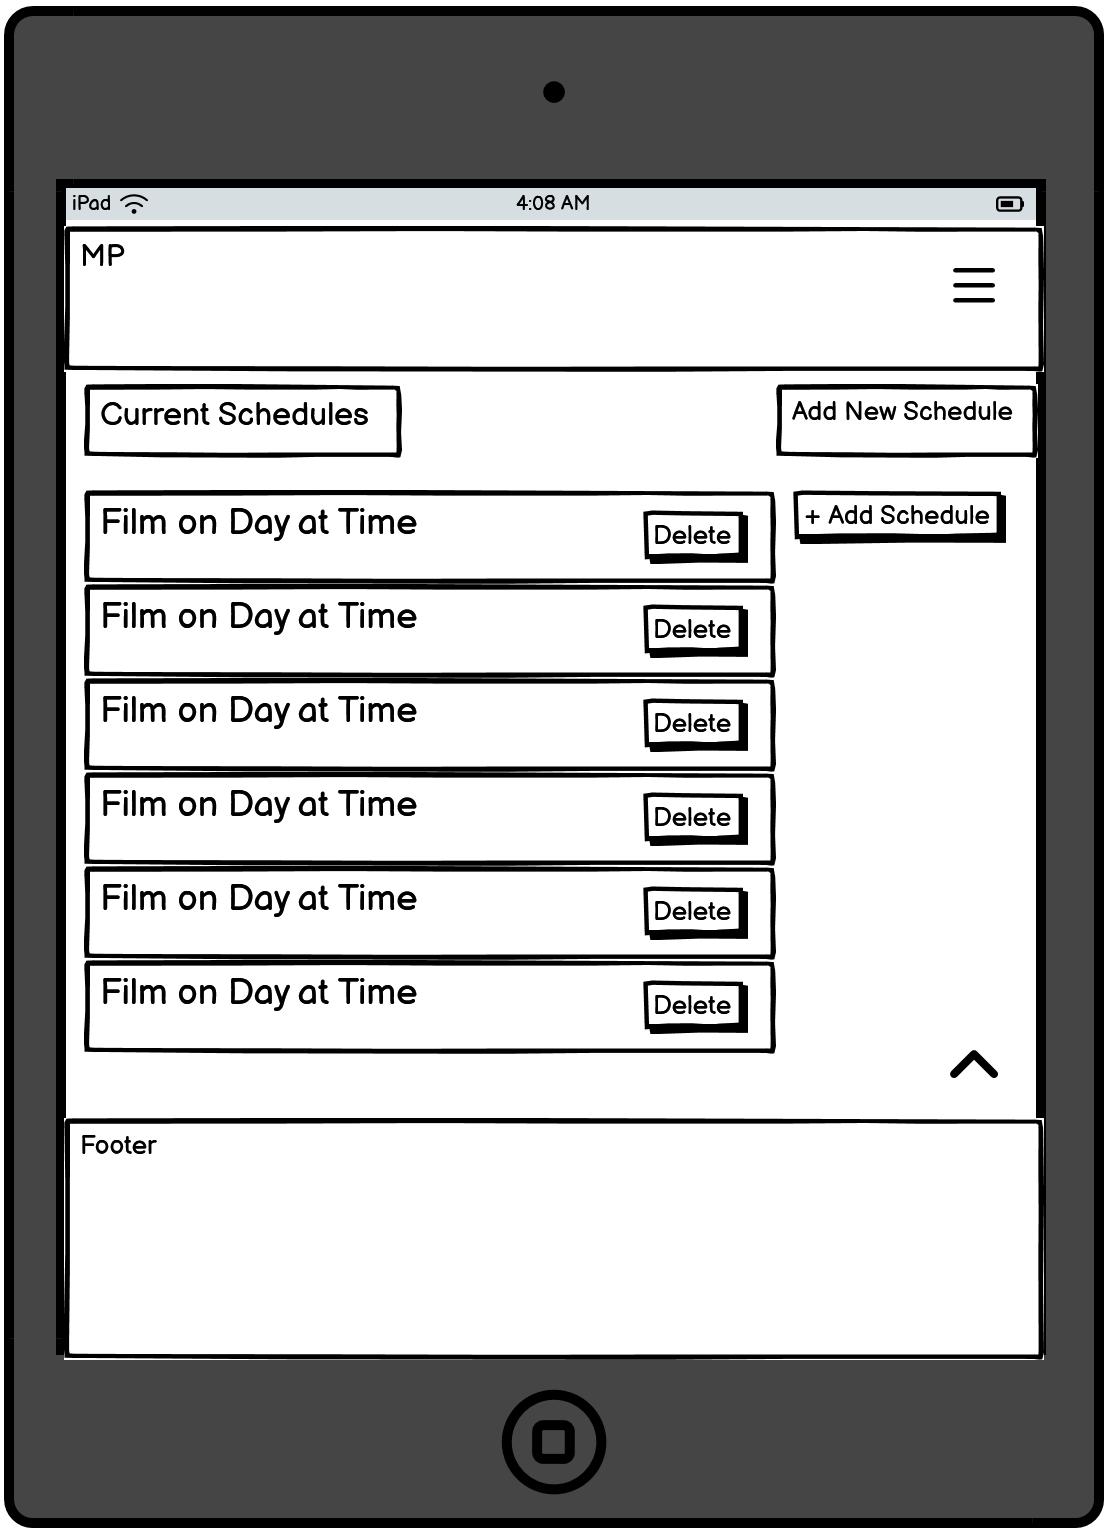 iPad 4:08 AM
MP
Current Schedules
Add New Schedule
Film on Day at Time
Delete
+ Add Schedule
Film on Day at Time
Delete
Film on Day at Time
Delete
Film on Day at Time
Delete
Film on Day at Time
Delete
Film on Day at Time
Delete
Footer